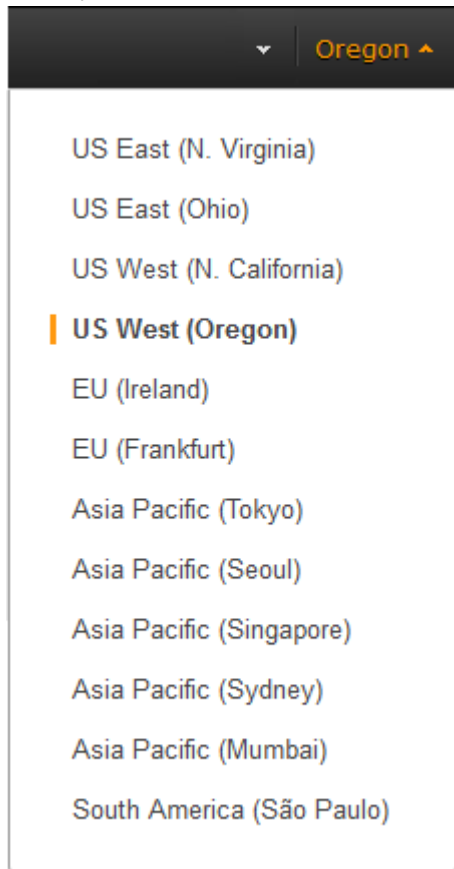 Oregon
US East (N. Virginia)
US East (Ohio)
US West (N. California)
US West (Oregon)
EU (Ireland)
EU (Frankfurt)
Asia Pacific (Tokyo)
Asia Pacific (Seoul)
Asia Pacific (Singapore)
Asia Pacific (Sydney)
Asia Pacific (Mumbai)
South America (São Paulo)